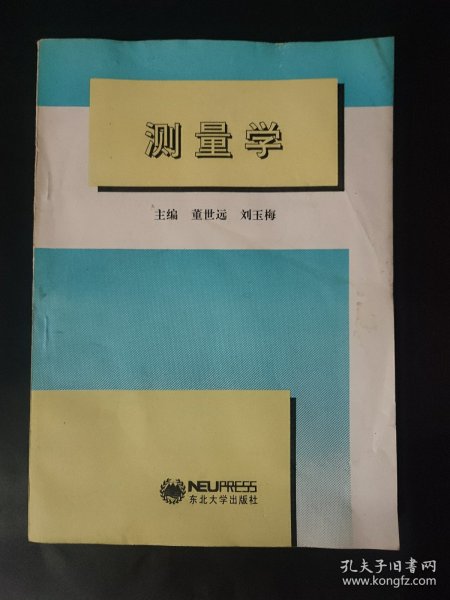 测量学
主编 董世远 刘玉梅
NEUPRESS
东北大学出版社
孔夫子旧书网
www.kongfz.com